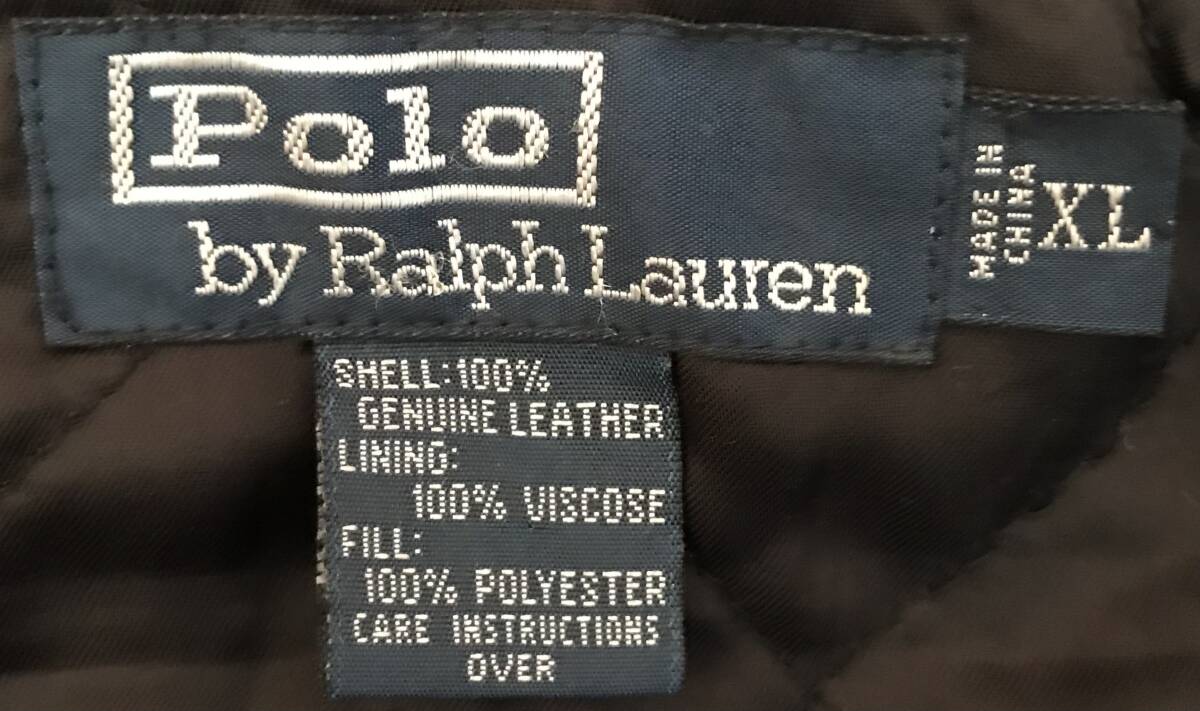 Polo
by Ralph Lauren
MADE IN
CHINA
XL
SHELL: 100%
GENUINE LEATHER
LINING:
100% VISCOSE
FILL:
100% POLYESTER
CARE INSTRUCTIONS
OVER